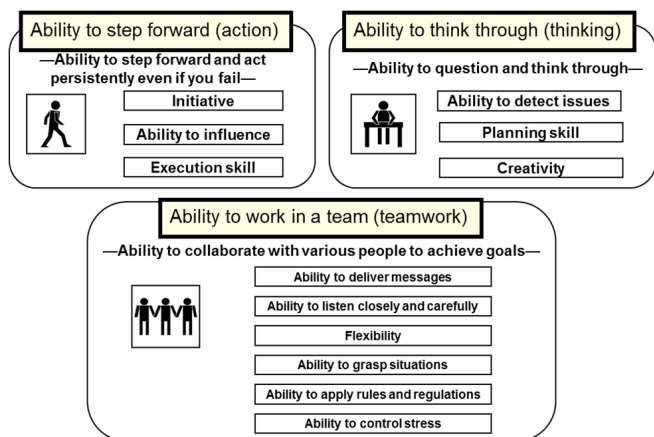 Ability to step forward (action)
—Ability to step forward and act
persistently even if you fail—
Initiative
Ability to influence
Execution skill
Ability to think through (thinking)
—Ability to question and think through—
Ability to detect issues
Planning skill
Creativity
Ability to work in a team (teamwork)
—Ability to collaborate with various people to achieve goals—
Ability to deliver messages
Ability to listen closely and carefully
Flexibility
Ability to grasp situations
Ability to apply rules and regulations
Ability to control stress